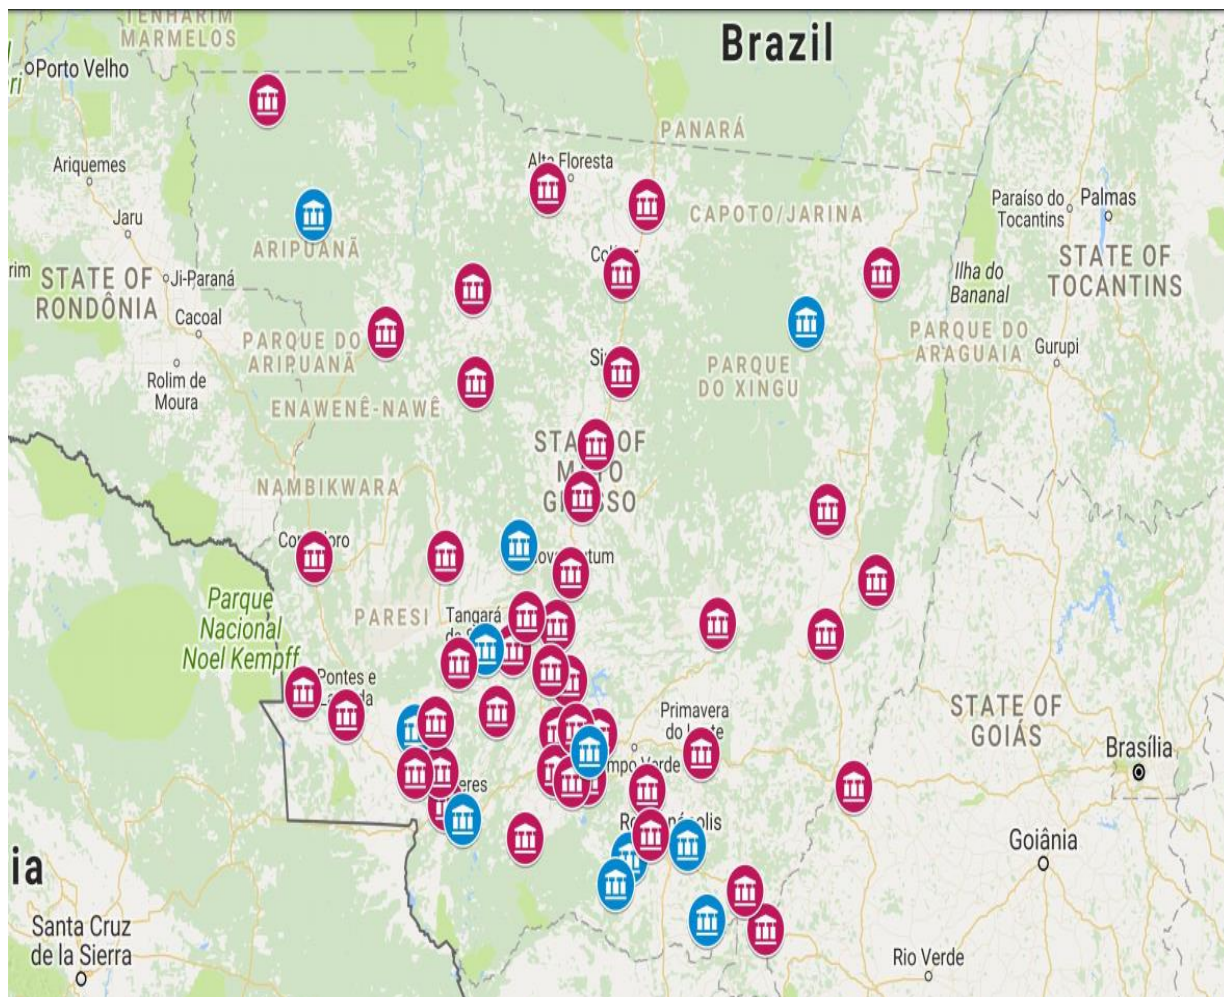 TENHARIM
MARMELOS
Brazil
Porto Velho
PANARÁ
Ariquemes
Alta Floresta
Paraíso do
Tocantins
Palmas
Jaru
CAPOTO/JARINA
ARIPUANÃ
STATE OF
TOCANTINS
STATE OF
RONDÔNIA
Ji-Paraná
Ilha do
Bananal
Cacoal
PARQUE DO
ARIPUANÃ
PARQUE DO
ARAGUAIA
Gurupi
Rolim de
Moura
PARQUE
DO XINGU
ENAWENÊ-NAWÊ
NAMBIKWARA
Parque
Nacional
Noel Kempff
PARESI
Tangará
Pontes e
STATE OF
GOIÁS
Primavera
Brasília
Goiânia
ia
Santa Cruz
de la Sierra
Rio Verde